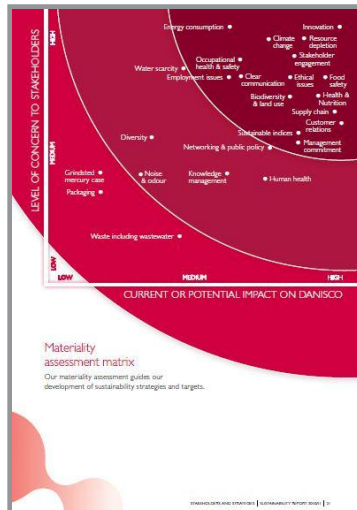 LEVEL OF CONCERN TO STAKEHOLDERS
HIGH
MEDIUM
LOW
Energy consumption
Innovation
Climate
change
Resource
depletion
Stakeholder
engagement
Occupational
health & safety
Water scarcity
Employment issues
Clear
communication
Ethical
issues
Food
safety
Biodiversity
& land use
Health &
Nutrition
Supply chain
Customer
relations
Sustainable indices
Diversity
Networking & public policy
Management
commitment
Grindsted
mercury case
Noise
& odour
Knowledge
management
Human health
Packaging
Waste including wastewater
LOW
MEDIUM
HIGH
CURRENT OR POTENTIAL IMPACT ON DANISCO
Materiality
assessment matrix
Our materiality assessment guides our
development of sustainability strategies and targets.
STAKEHOLDERS AND STRATEGIES | SUSTAINABILITY REPORT